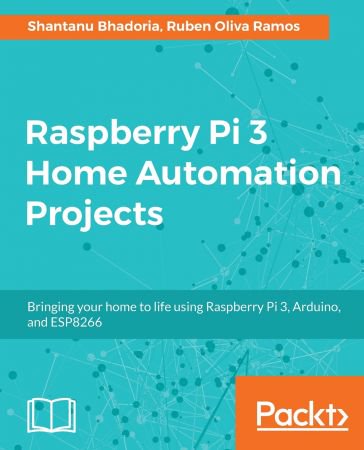 Shantanu Bhadoria, Ruben Oliva Ramos
Raspberry Pi 3
Home Automation
Projects
Bringing your home to life using Raspberry Pi 3, Arduino,
and ESP8266
Packt>